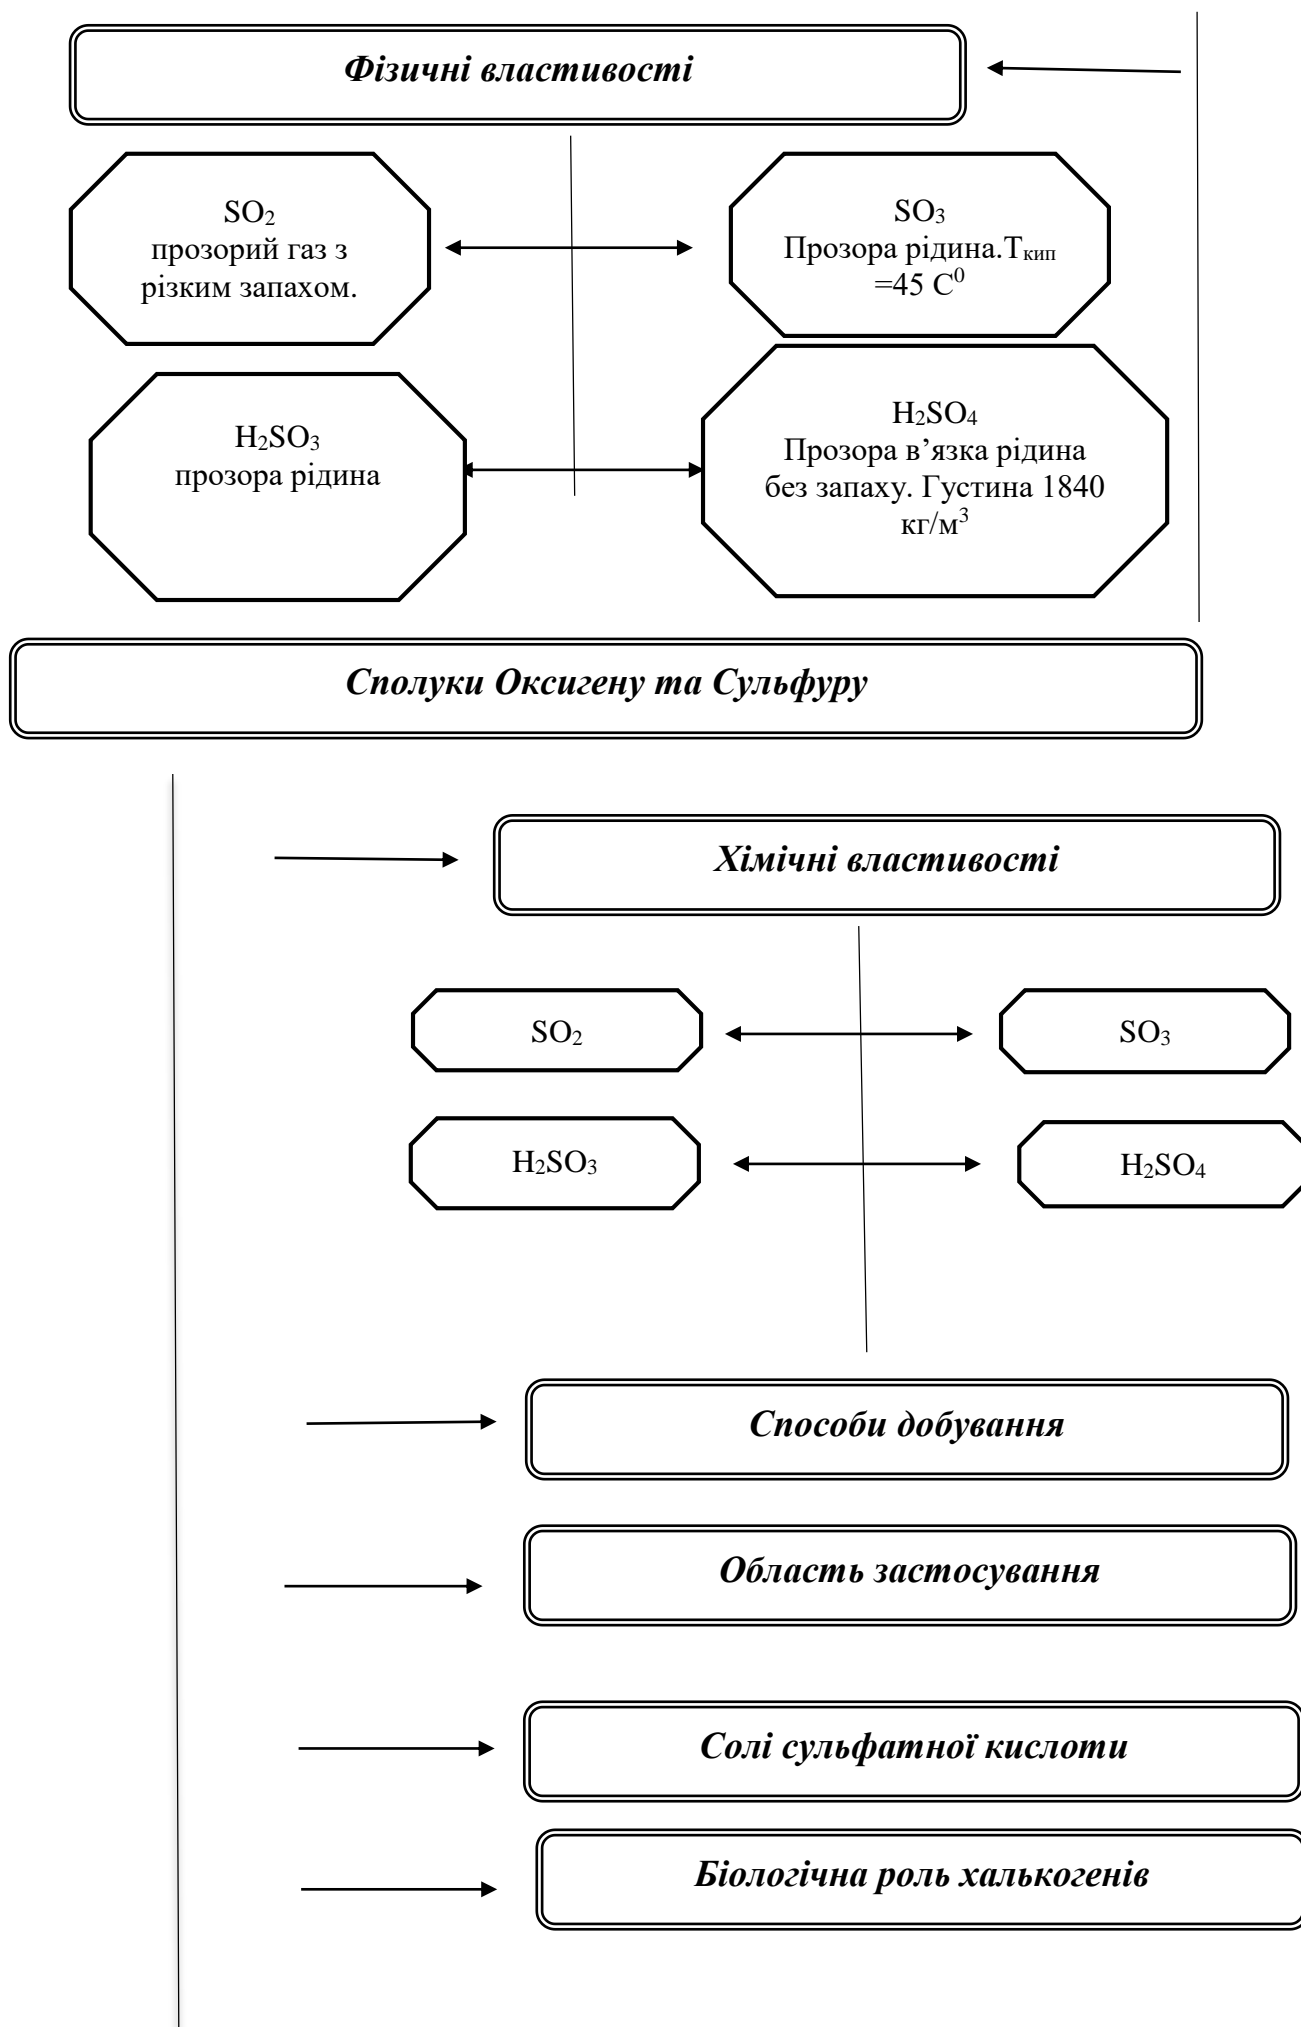 Фізичні властивості
SO₂
прозорий газ з
різким запахом.
SO₃
Прозора рідина.Ткип
=45 С⁰
H₂SO₃
прозора рідина
H₂SO₄
Прозора в’язка рідина
без запаху. Густина 1840
кг/м³
Сполуки Оксигену та Сульфуру
Хімічні властивості
SO₂
SO₃
H₂SO₃
H₂SO₄
Способи добування
Область застосування
Солі сульфатної кислоти
Біологічна роль халькогенів